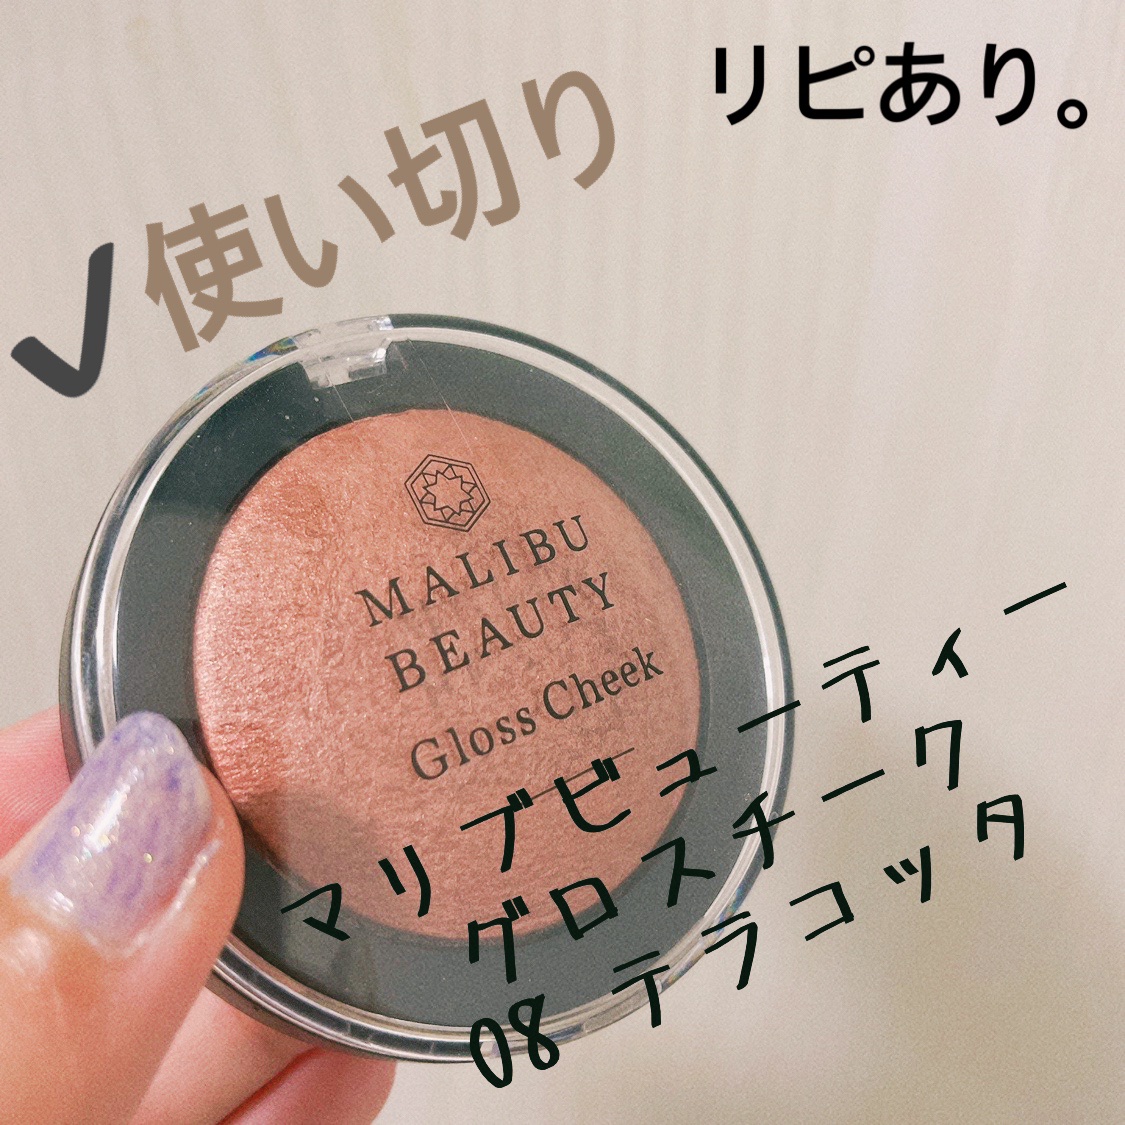 リピあり。
✓使い切り
MALIBU
BEAUTY
Gloss Cheek
マリブビューティー
グロスチーク
08 テラコッタ